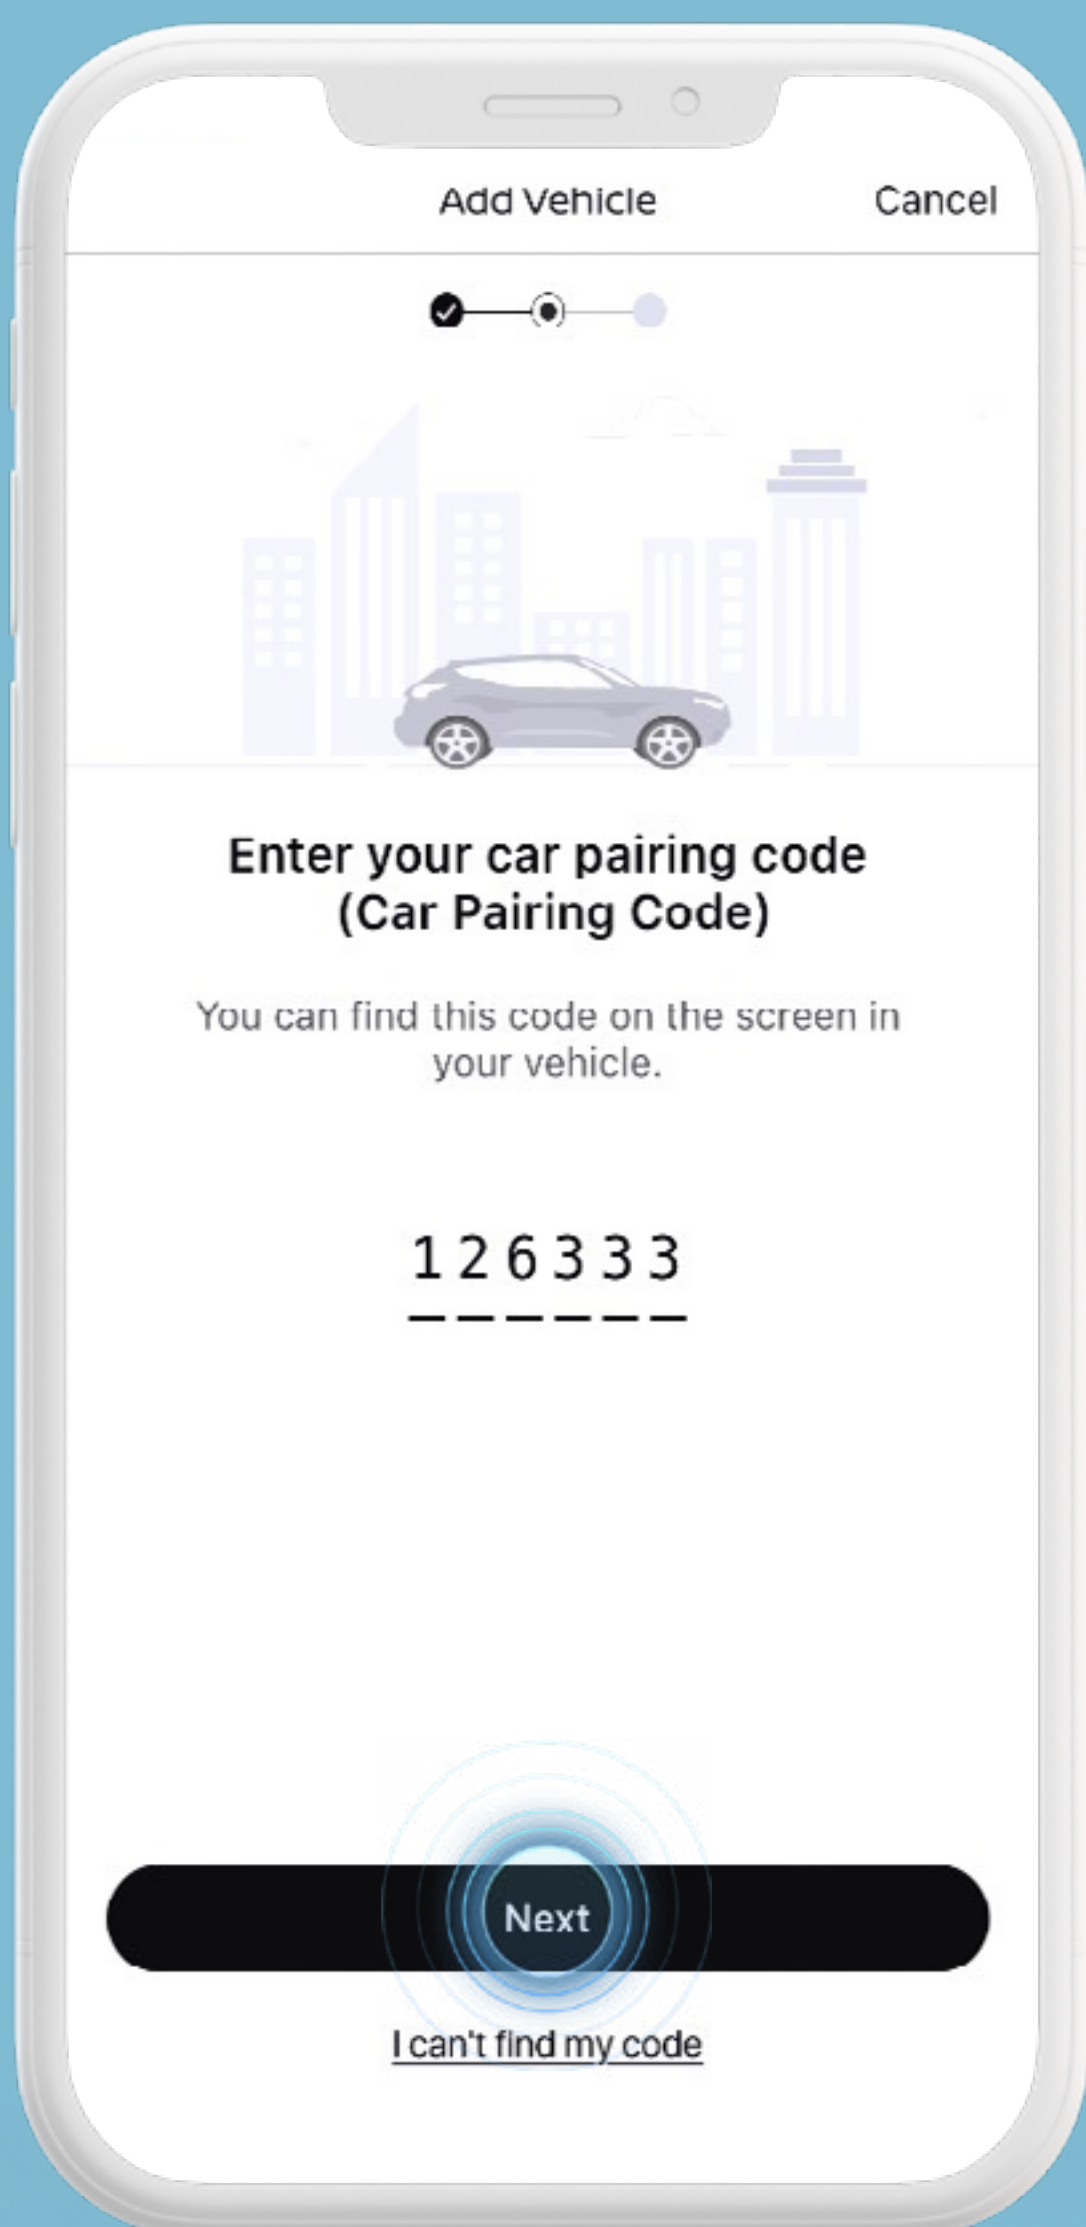 Add Vehicle
Cancel
Enter your car pairing code
(Car Pairing Code)
You can find this code on the screen in
your vehicle.
126333
Next
I can't find my code